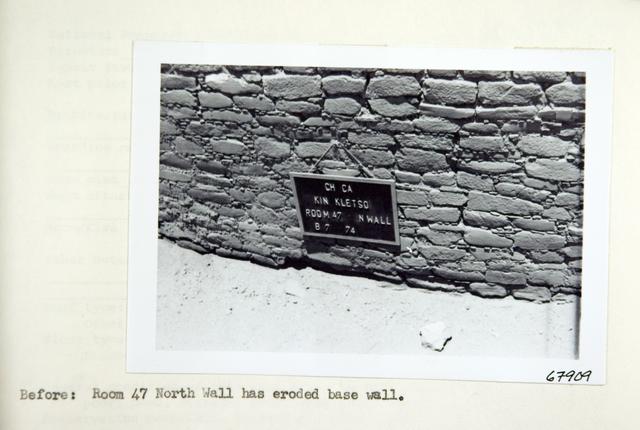 CH CA
KIN KLETSO
ROOM 47 N WALL
B 7 74
67909
Before: Room 47 North Wall has eroded base wall.